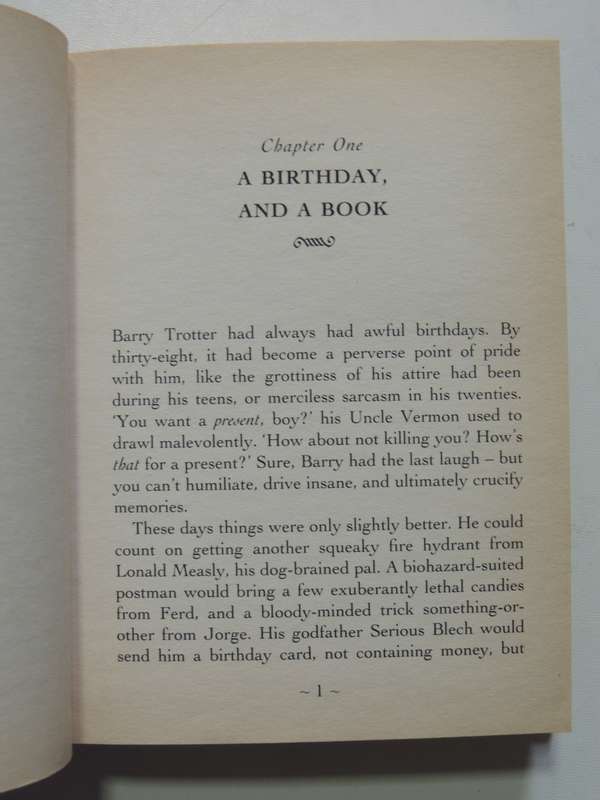 Chapter One
A BIRTHDAY,
AND A BOOK
Barry Trotter had always had awful birthdays. By
thirty-eight, it had become a perverse point of pride
with him, like the grottiness of his attire had been
during his teens, or merciless sarcasm in his twenties.
‘You want a present, boy?’ his Uncle Vermon used to
drawl malevolently. ‘How about not killing you? How’s
that for a present?’ Sure, Barry had the last laugh – but
you can’t humiliate, drive insane, and ultimately crucify
memories.
These days things were only slightly better. He could
count on getting another squeaky fire hydrant from
Lonald Measly, his dog-brained pal. A biohazard-suited
postman would bring a few exuberantly lethal candies
from Ferd, and a bloody-minded trick something-or-
other from Jorge. His godfather Serious Blech would
send him a birthday card, not containing money, but
~ 1 ~